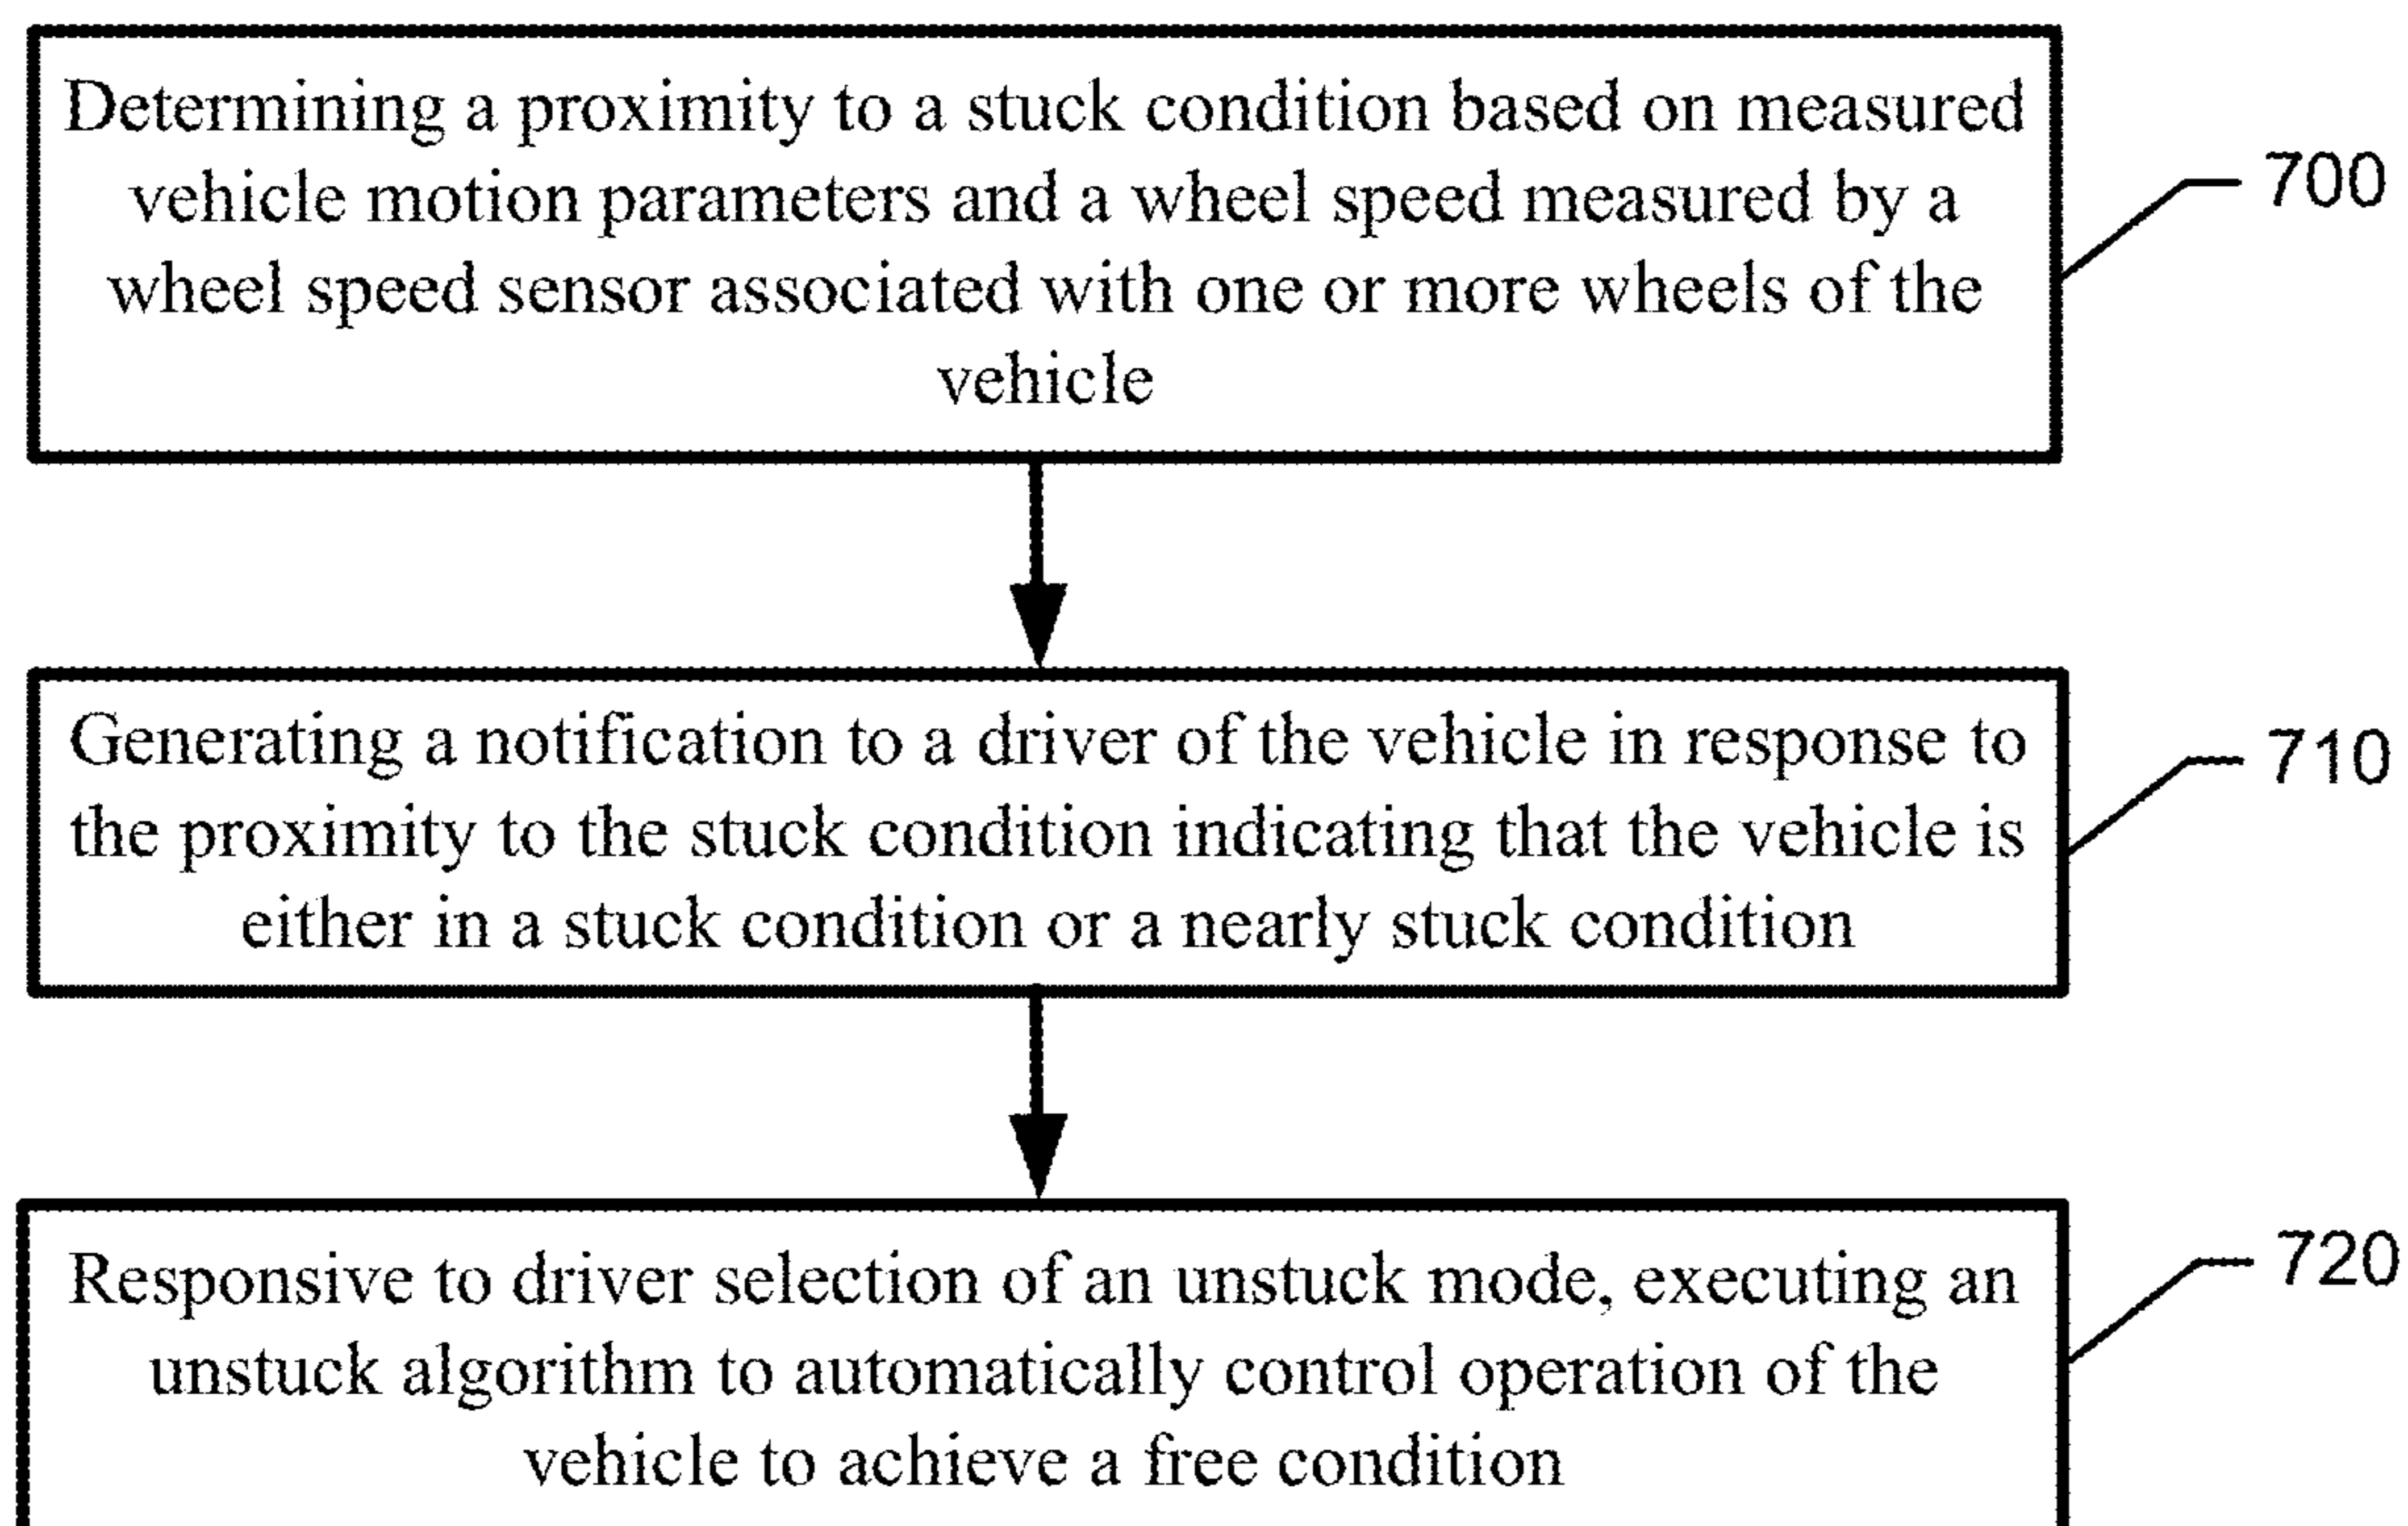 Determining a proximity to a stuck condition based on measured
vehicle motion parameters and a wheel speed measured by a
wheel speed sensor associated with one or more wheels of the
vehicle
700
Generating a notification to a driver of the vehicle in response to
the proximity to the stuck condition indicating that the vehicle is
either in a stuck condition or a nearly stuck condition
710
Responsive to driver selection of an unstuck mode, executing an
unstuck algorithm to automatically control operation of the
vehicle to achieve a free condition
720